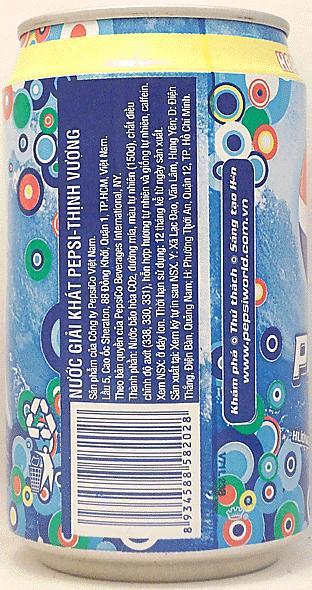 NƯỚC GIẢI KHÁT PEPSI-THỊNH VƯỢNG
Sản phẩm của Công ty PepsiCo Việt Nam.
Lầu 5, Cao ốc Sheraton, 88 Đồng Khởi, Quận 1, TP.HCM, Việt Nam.
Theo bản quyền của PepsiCo Beverages International, NY.
Thành phần: Nước bão hòa CO2, đường mía, màu tự nhiên (150d), chất điều
chỉnh độ axit (338, 330, 331), hỗn hợp hương tự nhiên và giống tự nhiên, cafein.
Xem NSX: ở đáy lon. Thời hạn sử dụng: 12 tháng kể từ ngày sản xuất.
Sản xuất tại: Xem ký tự in sau NSX. Y: Xã Lạc Đạo, Văn Lâm, Hưng Yên; D: Điện
Thắng, Điện Bàn, Quảng Nam; H: Phường Thới An, Quận 12, TP. Hồ Chí Minh.
8 934588 582028
Khám phá Thử thách Sáng tạo Hơn
www.pepsiworld.com.vn